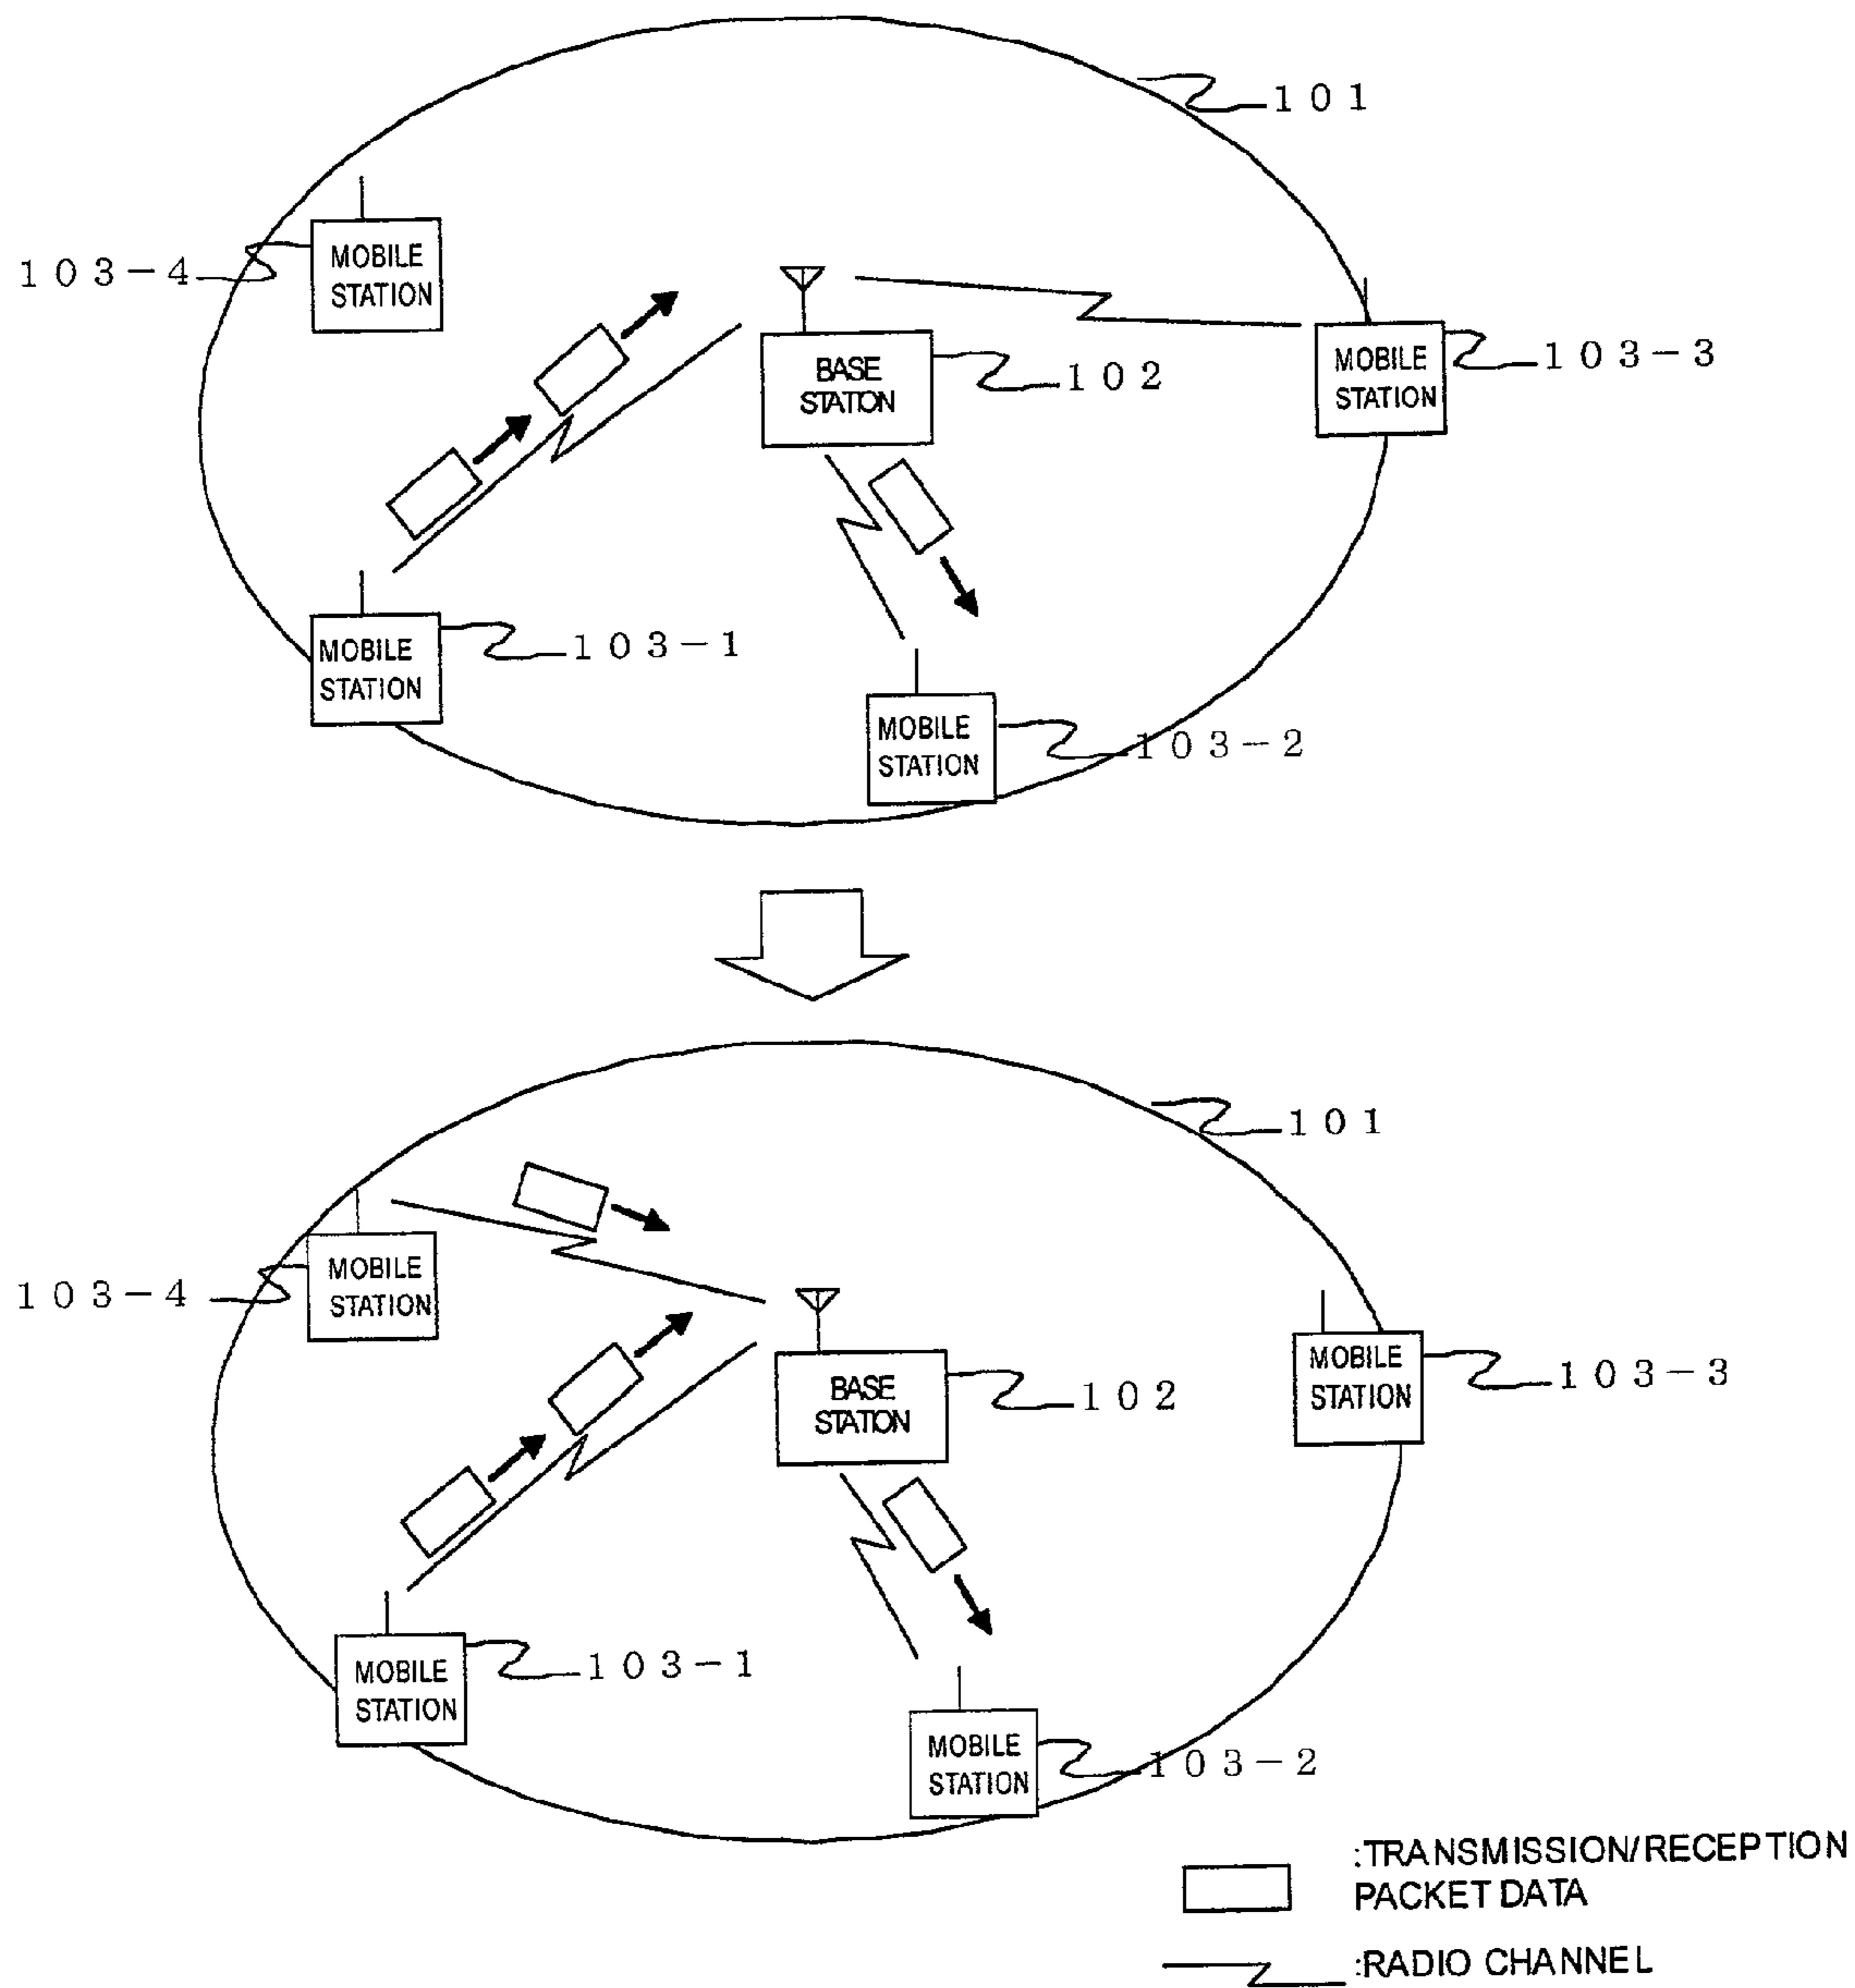 101
MOBILE
STATION
103-4
BASE
STATION
102
MOBILE
STATION
103-3
MOBILE
STATION
103-1
MOBILE
STATION
103-2
101
MOBILE
STATION
103-4
BASE
STATION
102
MOBILE
STATION
103-3
MOBILE
STATION
103-1
MOBILE
STATION
103-2
:TRANSMISSION/RECEPTION
PACKET DATA
:RADIO CHANNEL